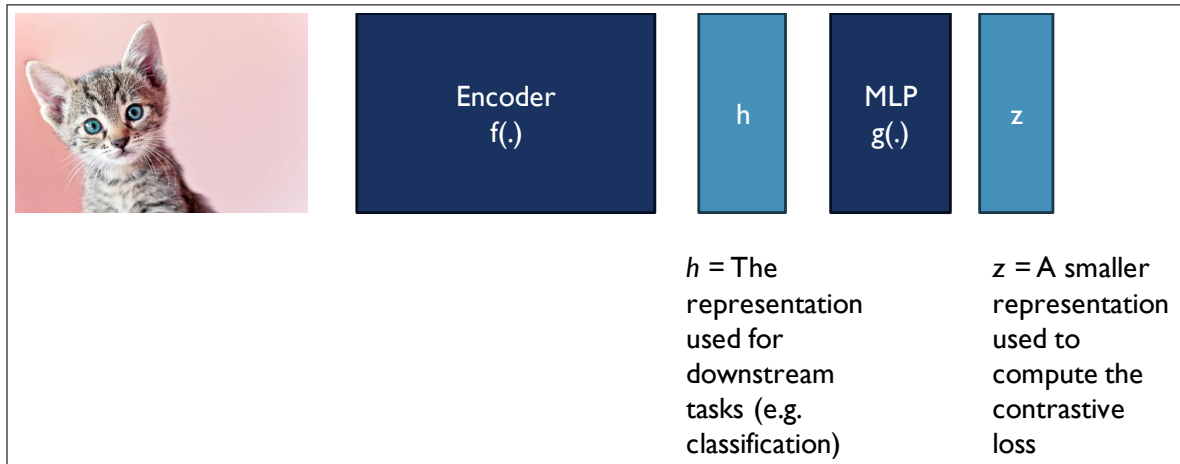 Encoder
f(.)
h
MLP
g(.)
z
h = The
representation
used for
downstream
tasks (e.g.
classification)
z = A smaller
representation
used to
compute the
contrastive
loss